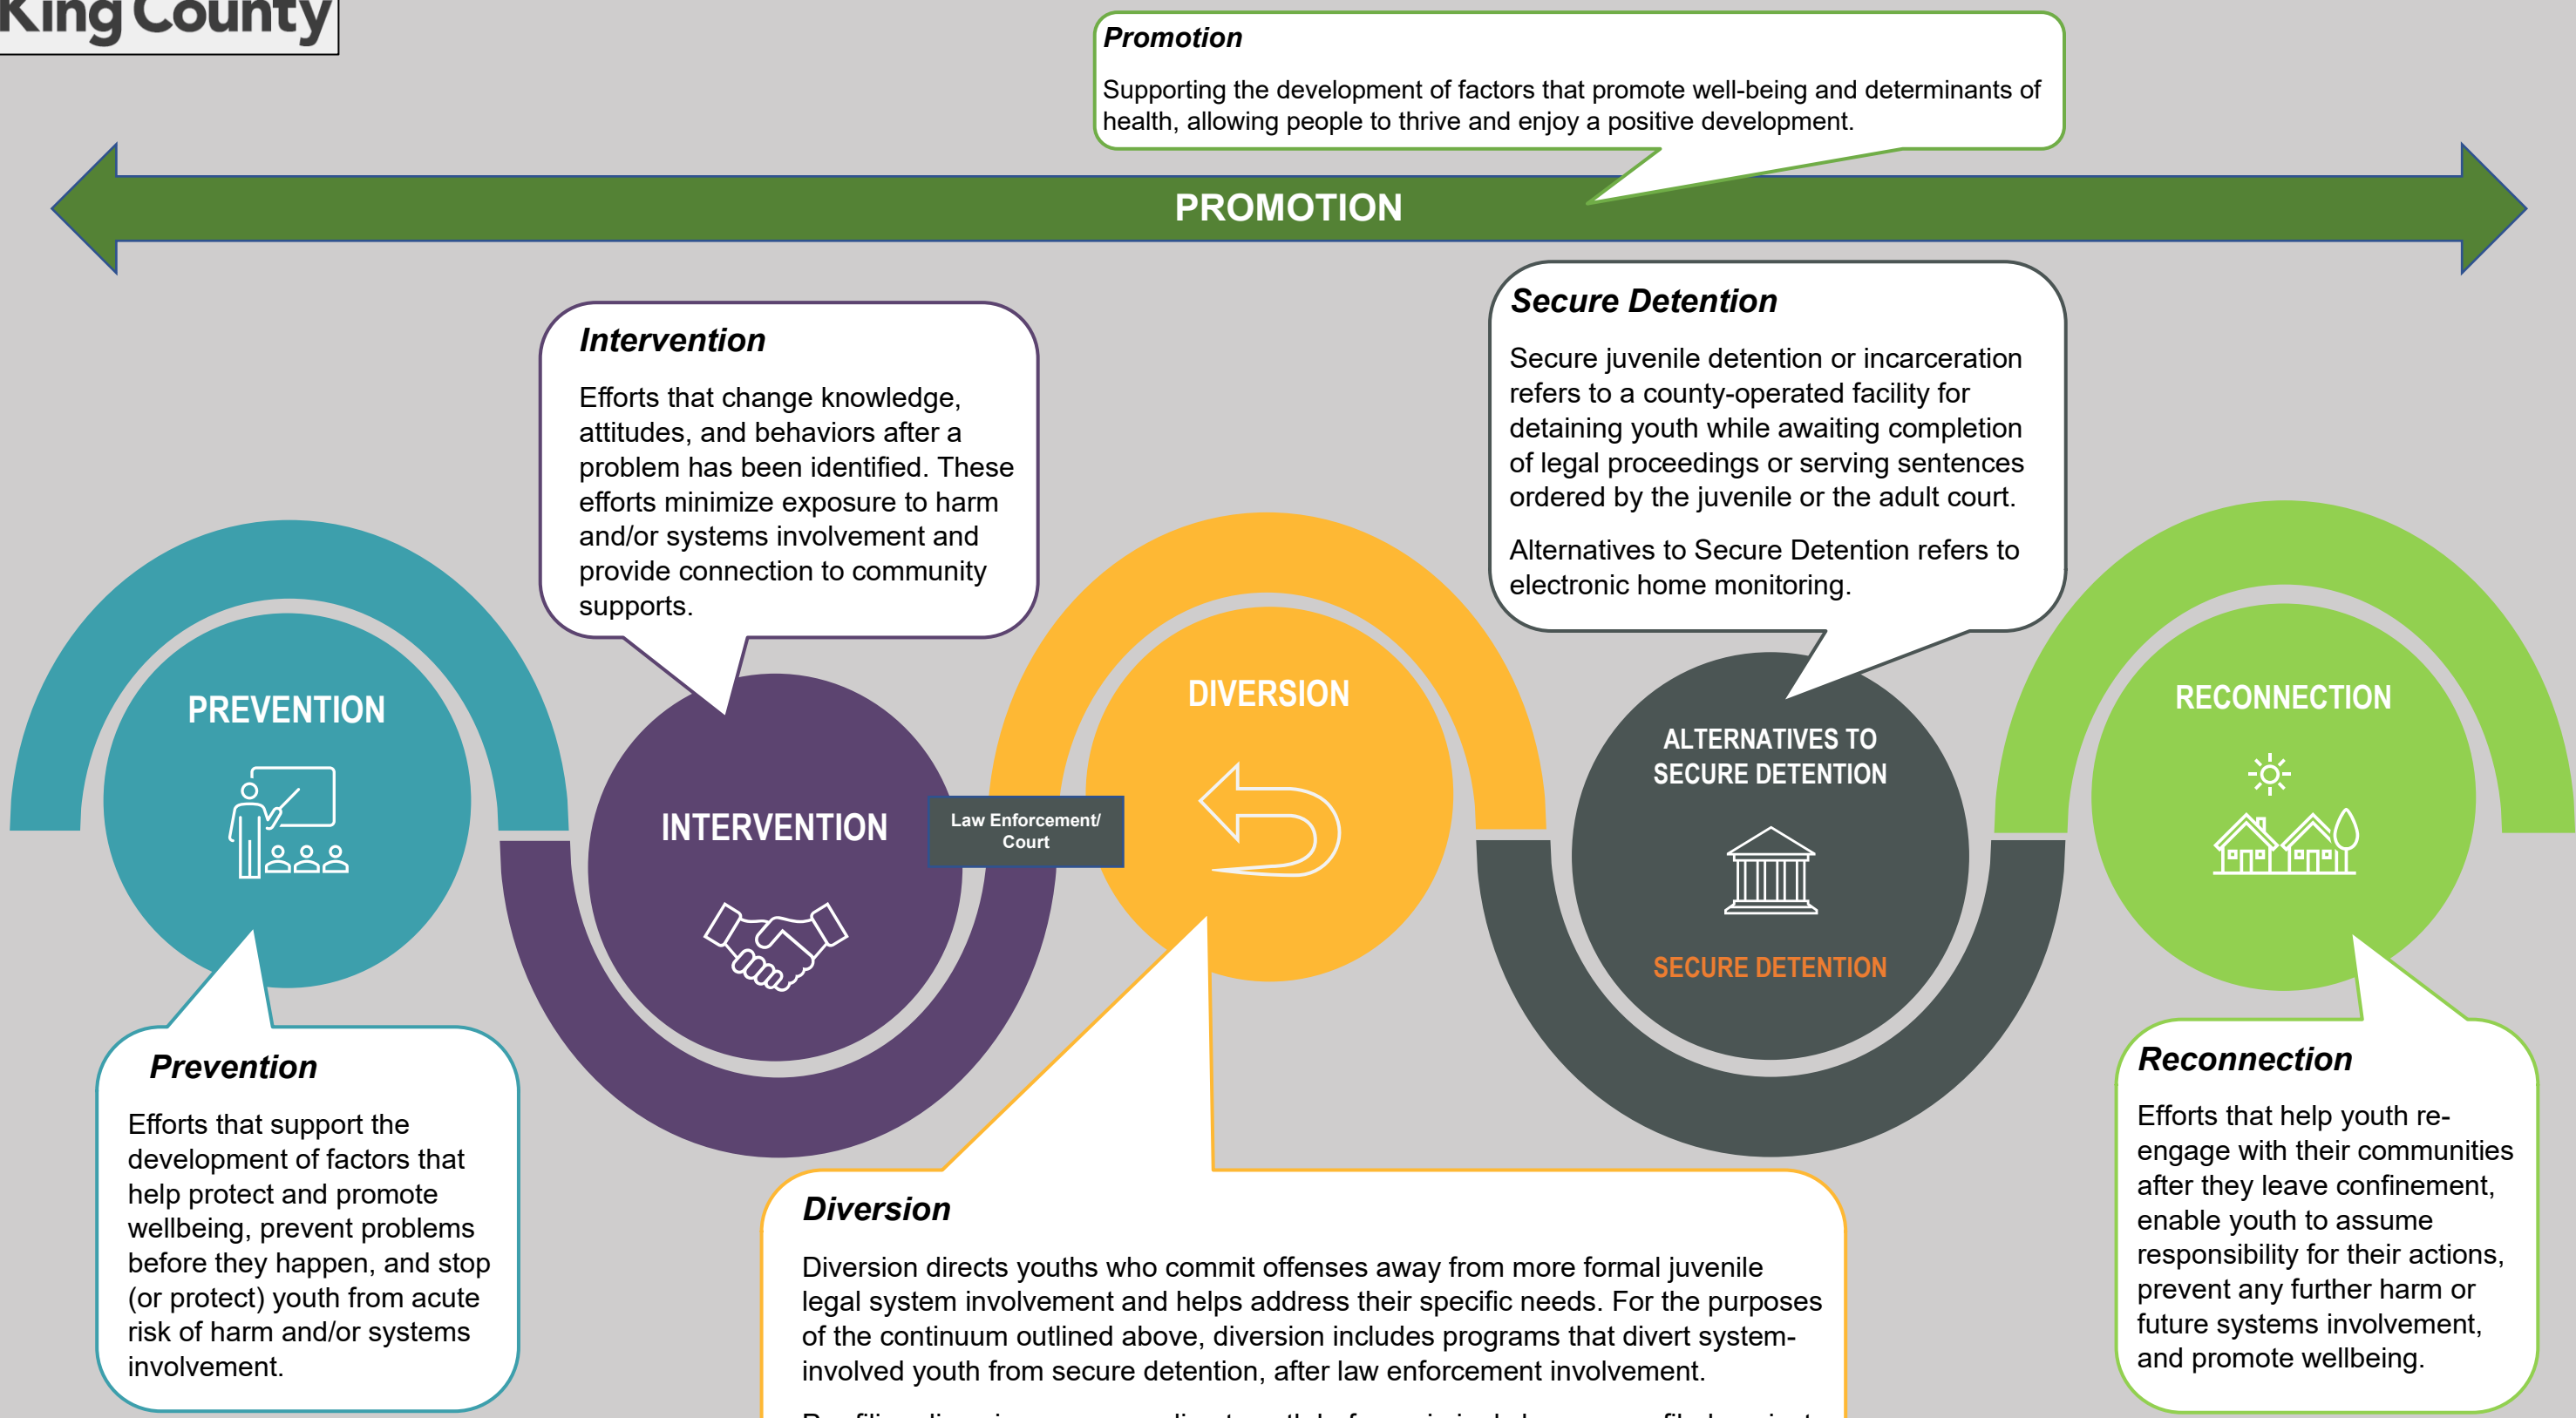 King County
Promotion
Supporting the development of factors that promote well-being and determinants of
health, allowing people to thrive and enjoy a positive development.
PROMOTION
Intervention
Efforts that change knowledge,
attitudes, and behaviors after a
problem has been identified. These
efforts minimize exposure to harm
and/or systems involvement and
provide connection to community
supports.
Secure Detention
Secure juvenile detention or incarceration
refers to a county-operated facility for
detaining youth while awaiting completion
of legal proceedings or serving sentences
ordered by the juvenile or the adult court.
Alternatives to Secure Detention refers to
electronic home monitoring.
PREVENTION
INTERVENTION
Law Enforcement/
Court
DIVERSION
ALTERNATIVES TO
SECURE DETENTION
SECURE DETENTION
RECONNECTION
Prevention
Efforts that support the
development of factors that
help protect and promote
wellbeing, prevent problems
before they happen, and stop
(or protect) youth from acute
risk of harm and/or systems
involvement.
Diversion
Diversion directs youths who commit offenses away from more formal juvenile
legal system involvement and helps address their specific needs. For the purposes
of the continuum outlined above, diversion includes programs that divert system-
involved youth from secure detention, after law enforcement involvement.
Reconnection
Efforts that help youth re-
engage with their communities
after they leave confinement,
enable youth to assume
responsibility for their actions,
prevent any further harm or
future systems involvement,
and promote wellbeing.